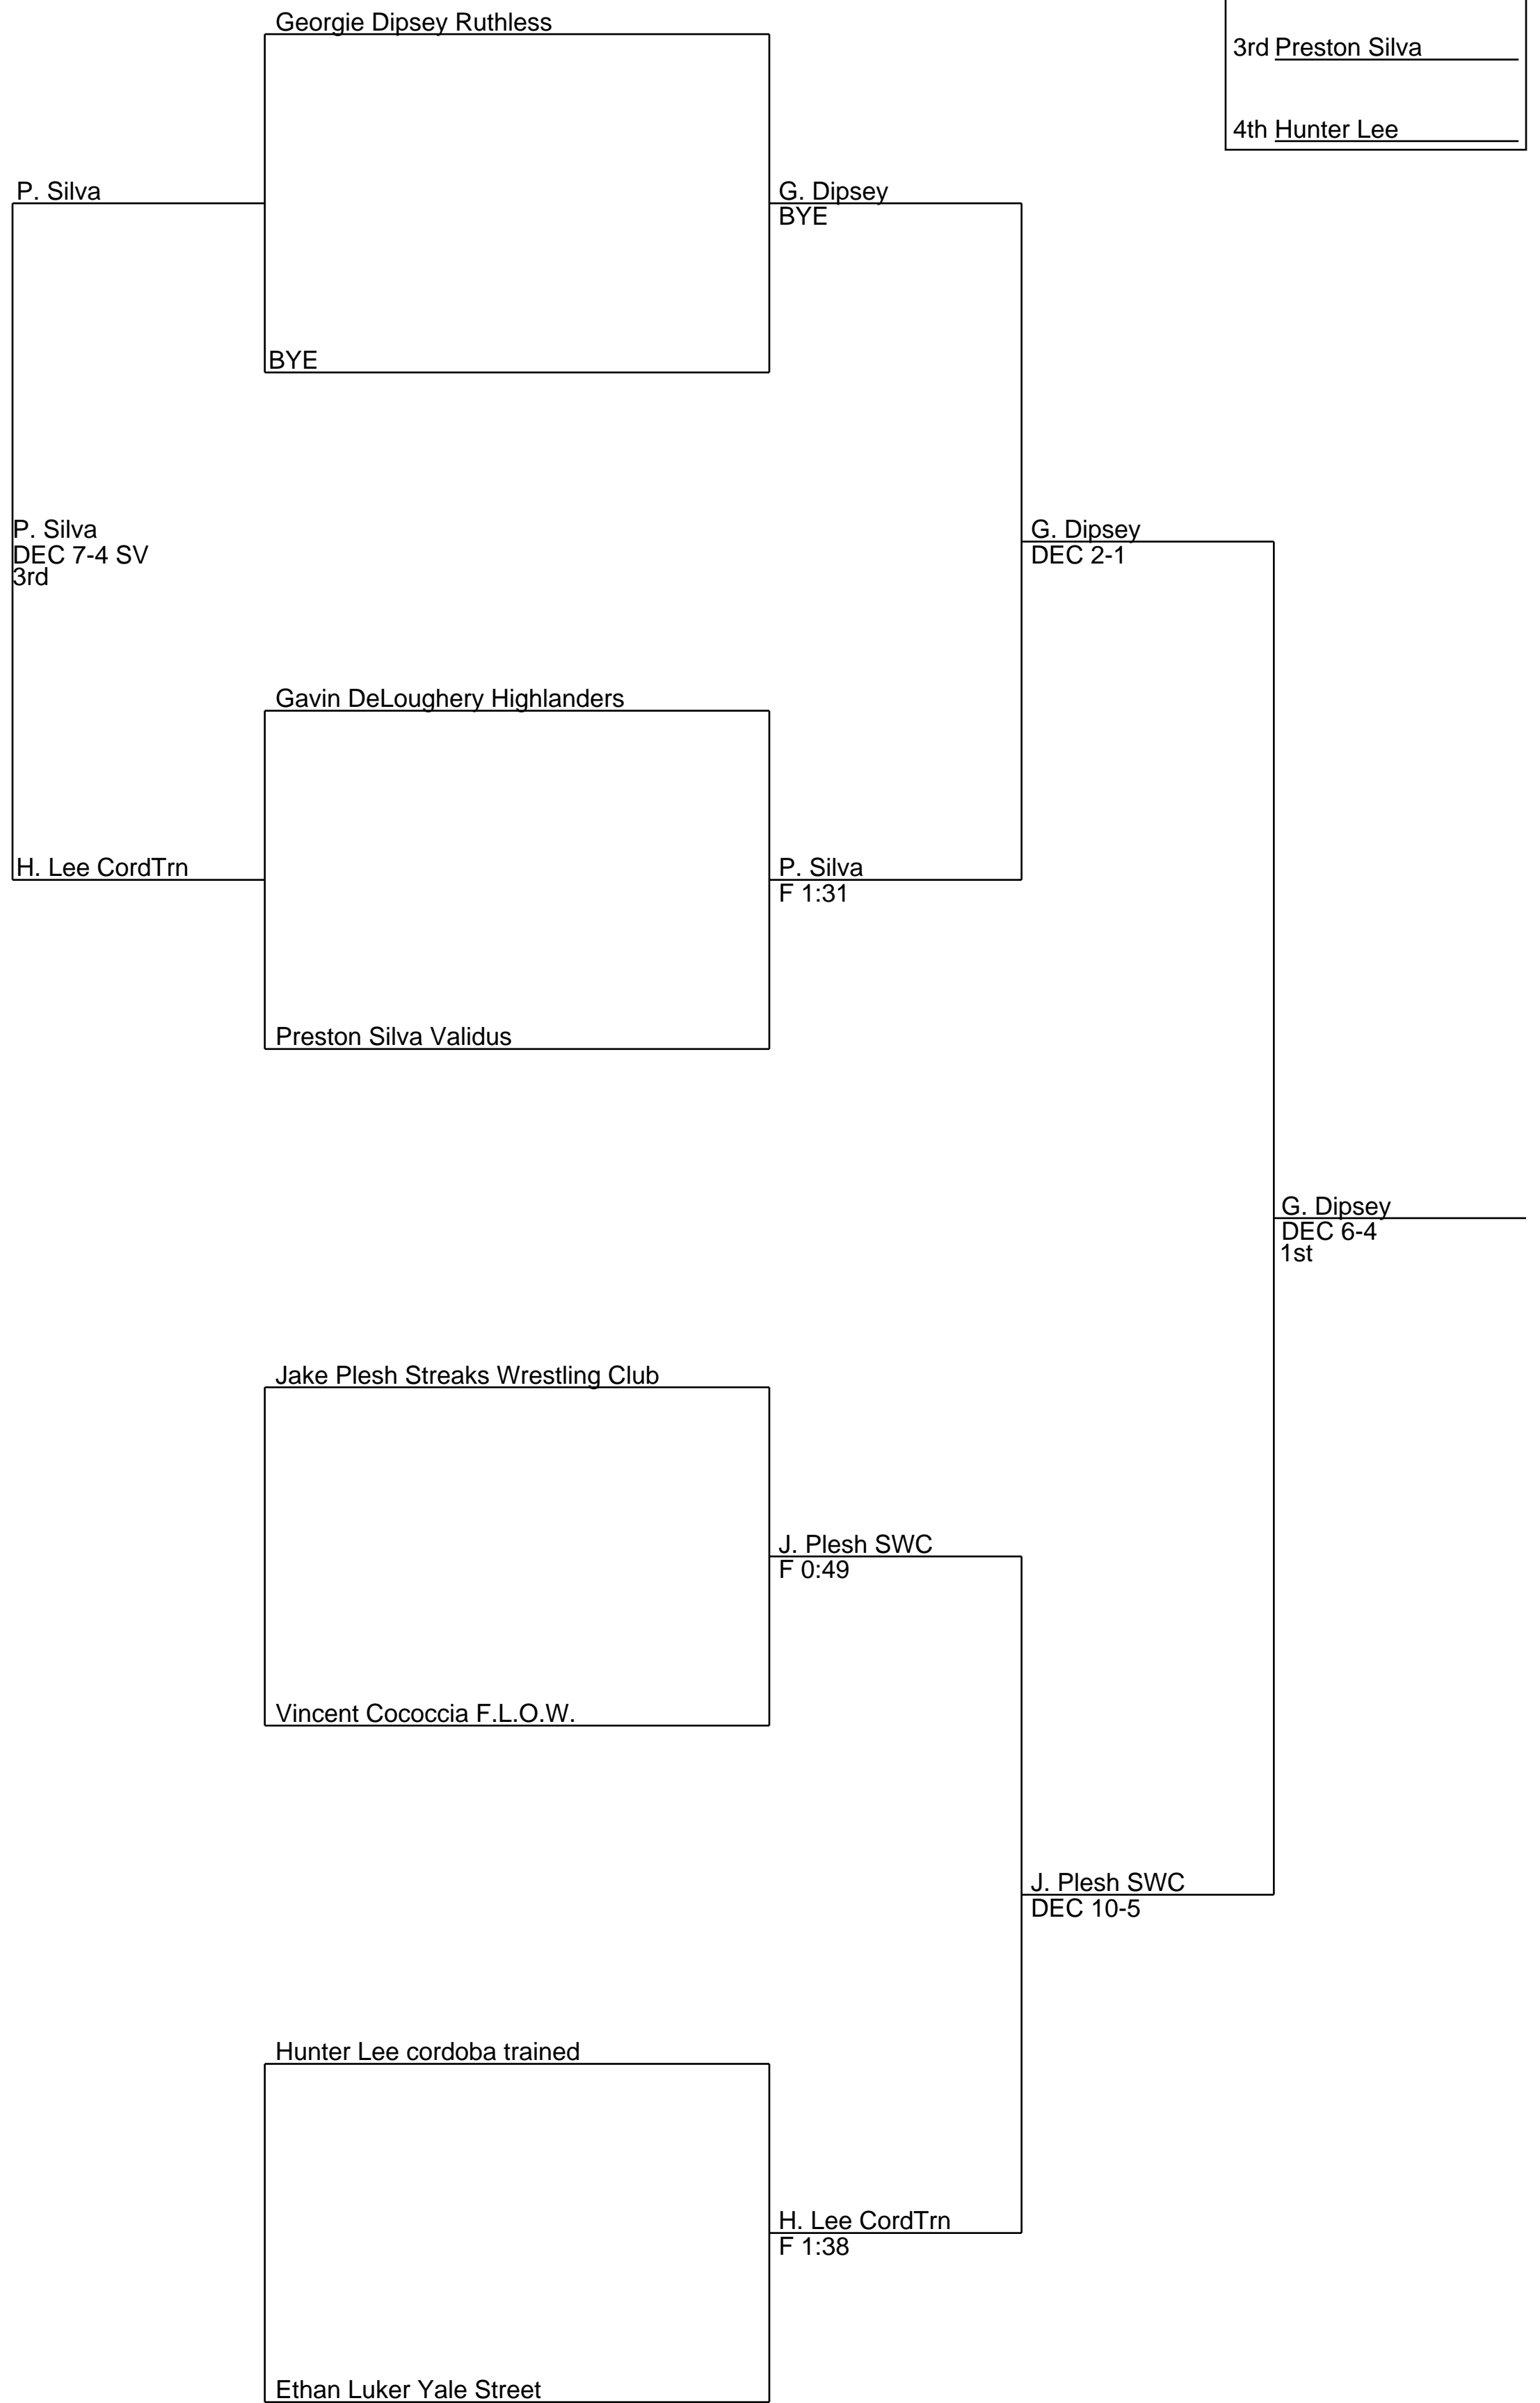 Georgie Dipsey Ruthless
3rd Preston Silva
4th Hunter Lee
P. Silva
G. Dipsey
BYE
BYE
P. Silva
DEC 7-4 SV
3rd
G. Dipsey
DEC 2-1
Gavin DeLoughery Highlanders
H. Lee CordTrn
P. Silva
F 1:31
Preston Silva Validus
G. Dipsey
DEC 6-4
1st
Jake Plesh Streaks Wrestling Club
J. Plesh SWC
F 0:49
Vincent Cococcia F.L.O.W.
J. Plesh SWC
DEC 10-5
Hunter Lee cordoba trained
H. Lee CordTrn
F 1:38
Ethan Luker Yale Street